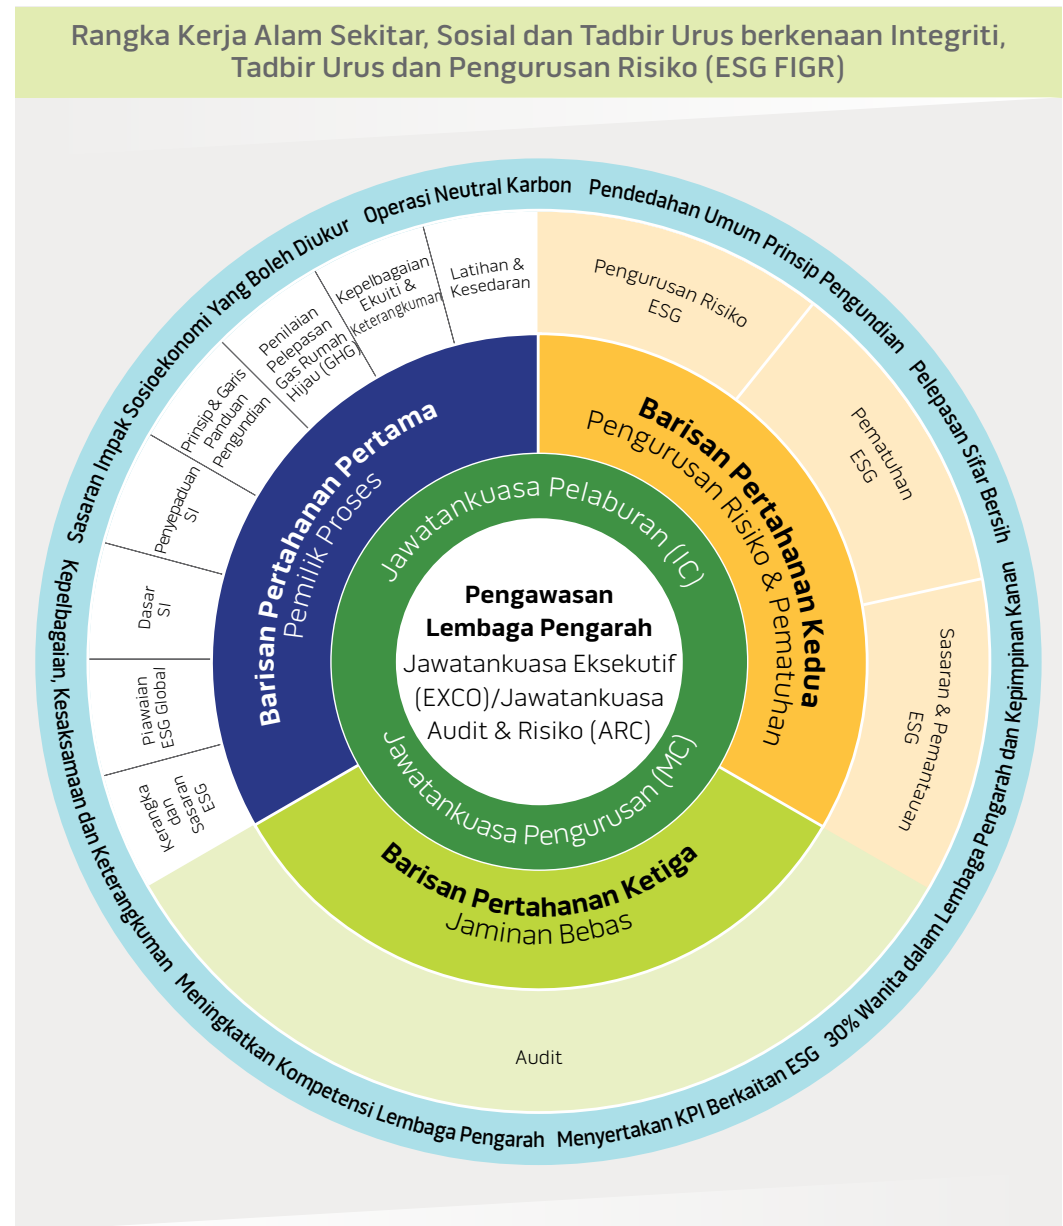 Rangka Kerja Alam Sekitar, Sosial dan Tadbir Urus berkenaan Integriti,
Tadbir Urus dan Pengurusan Risiko (ESG FIGR)
Operasi Neutral Karbon
Pendedahan Umum Prinsip Pengundian
Pelepasan Sifar Bersih
30% Wanita dalam Lembaga Pengarah dan Kepimpinan Kanan
Menyertakan KPI Berkaitan ESG
Meningkatkan Kompetensi Lembaga Pengarah
Kepelbagaian, Kesaksamaan dan Keterangkuman
Sasaran Impak Sosioekonomi Yang Boleh Diukur
Latihan &
Kesedaran
Kepelbagaian
Ekuiti &
Keterangkuman
Penilaian
Pelepasan
Gas Rumah
Hijau (GHG)
Prinsip & Garis
Panduan
Pengundian
Penyepaduan
SI
Dasar
SI
Piawaian
ESG Global
Kerangka
dan
Sasaran
ESG
Pengurusan Risiko
ESG
Pematuhan
ESG
Sasaran & Pemantauan
ESG
Audit
Barisan Pertahanan Pertama
Pemilik Proses
Barisan Pertahanan Kedua
Pengurusan Risiko & Pematuhan
Barisan Pertahanan Ketiga
Jaminan Bebas
Jawatankuasa Pelaburan (IC)
Pengawasan
Lembaga Pengarah
Jawatankuasa Eksekutif
(EXCO)/Jawatankuasa
Audit & Risiko (ARC)
Jawatankuasa Pengurusan (MC)